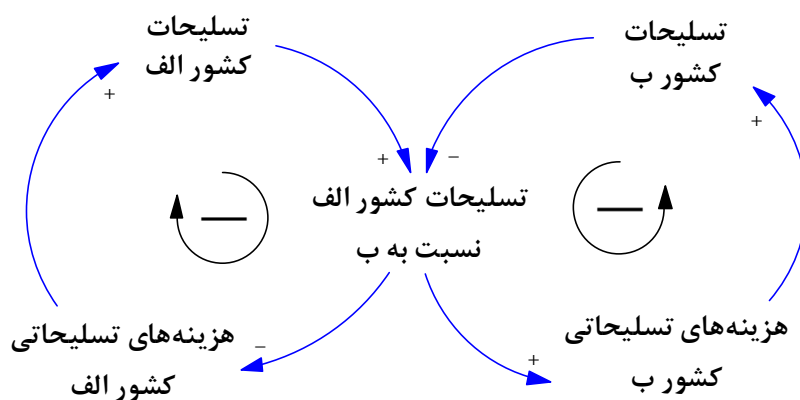 تسلیحات
کشور ب
تسلیحات
کشور الف
+
+
+
–
تسلیحات کشور الف
نسبت به ب
هزینه‌های تسلیحاتی
کشور ب
هزینه‌های تسلیحاتی
کشور الف
+
–